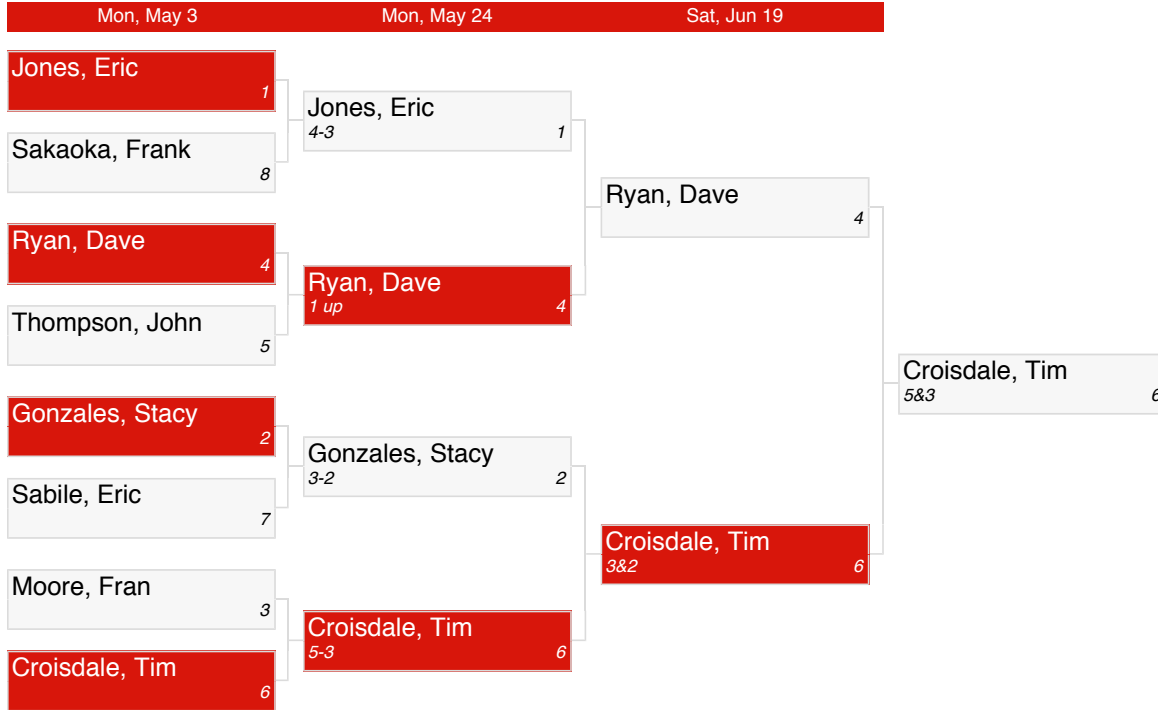 Mon, May 3
Mon, May 24
Sat, Jun 19
Jones, Eric
1
Sakaoka, Frank
8
Ryan, Dave
4
Thompson, John
5
Gonzales, Stacy
2
Sabile, Eric
7
Moore, Fran
3
Croisdale, Tim
6
Jones, Eric
4-3 1
Ryan, Dave
1 up 4
Gonzales, Stacy
3-2 2
Croisdale, Tim
5-3 6
Ryan, Dave
4
Croisdale, Tim
3&2 6
Croisdale, Tim
5&3 6